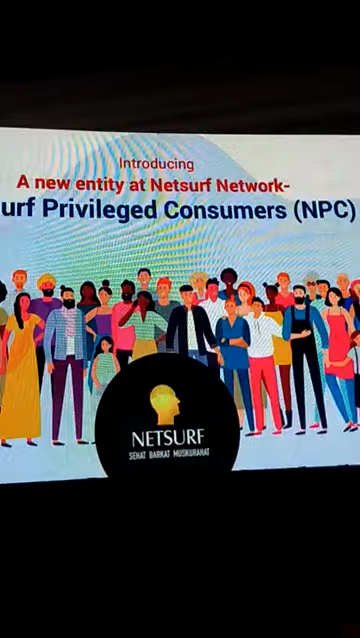 Introducing
A new entity at Netsurf Network-
urf Privileged Consumers (NPC)
NETSURF
SEHAT BARKAT MUSKURAHAT